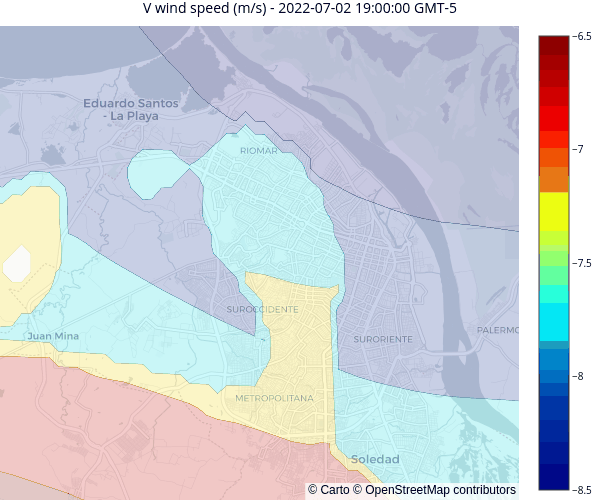 V wind speed (m/s) - 2022-07-02 19:00:00 GMT-5
−6.5
Eduardo Santos
- La Playa
−7
RIOMAR
−7.5
SUROCCIDENTE
PALERMO
Juan Mina
SURORIENTE
−8
METROPOLITANA
Soledad
© Carto © OpenStreetMap contributors
−8.5